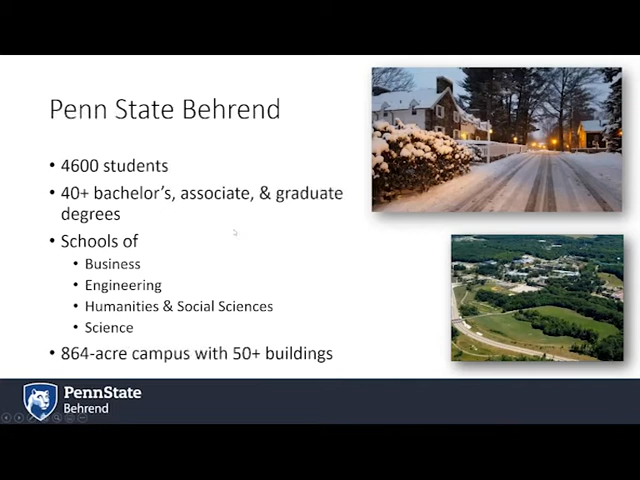 Penn State Behrend
• 4600 students
• 40+ bachelor's, associate, & graduate
degrees
• Schools of
• Business
• Engineering
• Humanities & Social Sciences
• Science
• 864-acre campus with 50+ buildings
PennState
Behrend